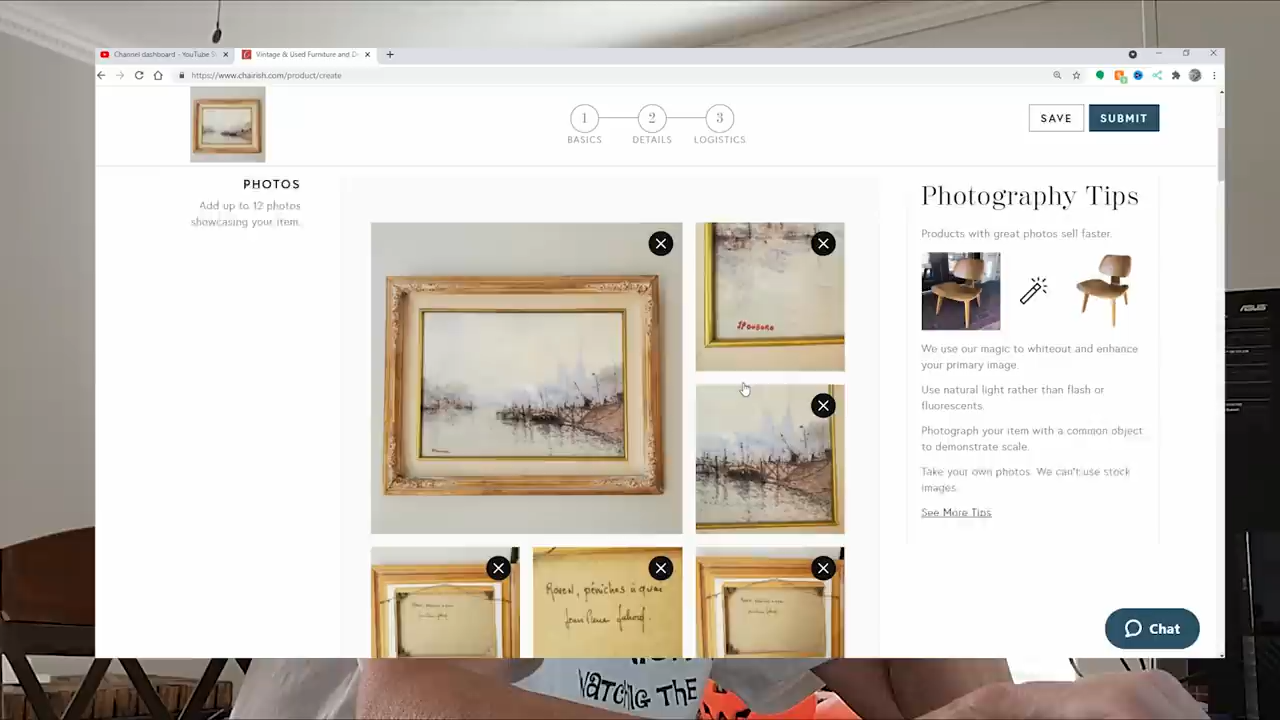 Channel dashboard - YouTube S
Vintage & Used Furniture and D
https://www.chairish.com/product/create
1
2
3
BASICS
DETAILS
LOGISTICS
SAVE
SUBMIT
PHOTOS
Add up to 12 photos
showcasing your item.
Photography Tips
Products with great photos sell faster.
We use our magic to whiteout and enhance
your primary image.
Use natural light rather than flash or
fluorescents.
Photograph your item with a common object
to demonstrate scale.
Take your own photos. We can't use stock
images.
See More Tips
Rouen, péniches à quai
Chat
ASUS
WATCHING THE